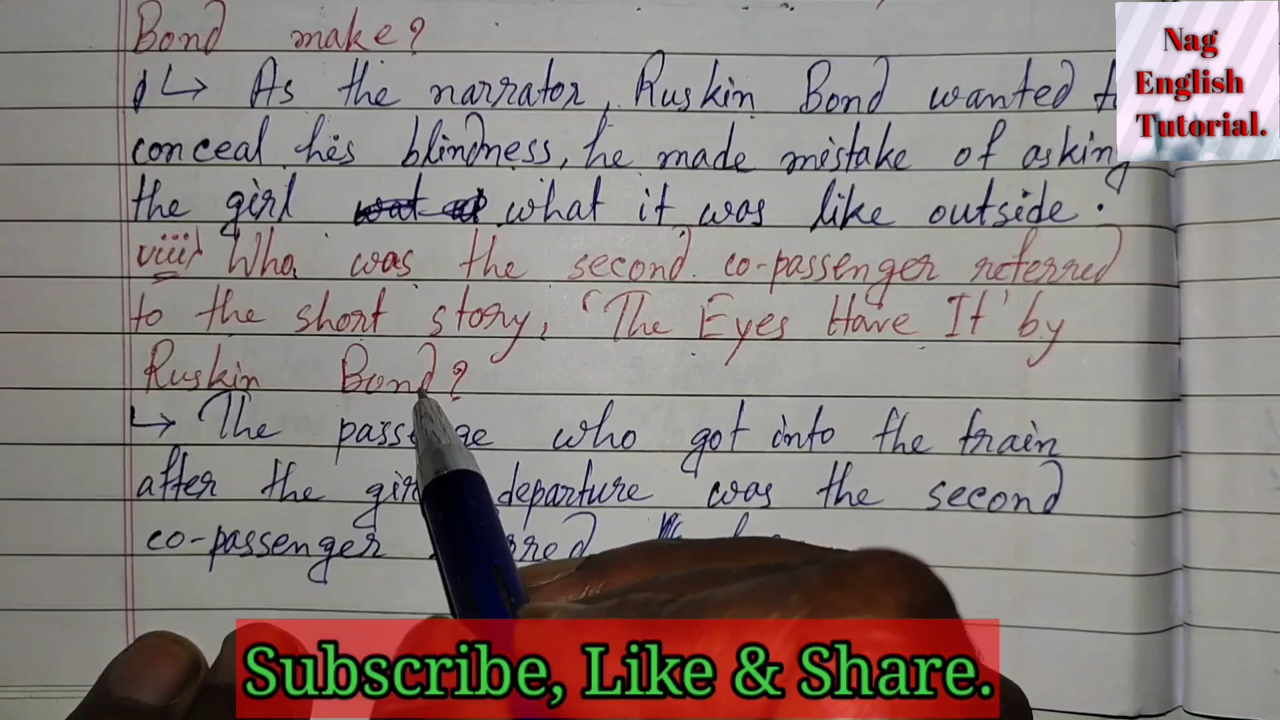 Bond make?
↳ As the narrator, Ruskin Bond wanted
conceal his blindness, he made mistake of asking
the girl what it was like outside.
viii) Who was the second co-passenger referred
to the short story, 'The Eyes Have It' by
Ruskin Bond?
↳ The who got into the train
after the departure was the second
co-passenger
Nag
English
Tutorial.
Subscribe, Like & Share.